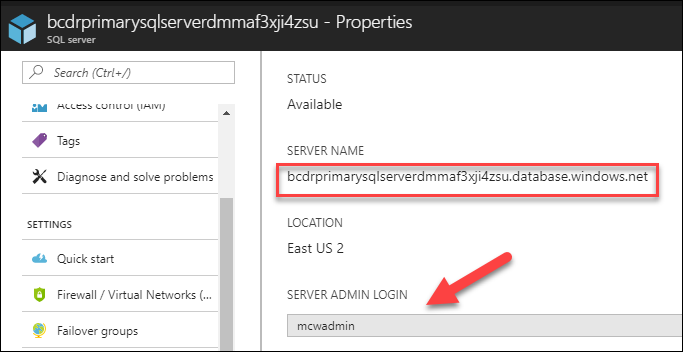 bcdrprimarysqlserverdmmaf3xji4zsu - Properties
SQL server
Search (Ctrl+/)
Access control (IAM)
Tags
Diagnose and solve problems
SETTINGS
Quick start
Firewall / Virtual Networks (...
Failover groups
STATUS
Available
SERVER NAME
bcdrprimarysqlserverdmmaf3xji4zsu.database.windows.net
LOCATION
East US 2
SERVER ADMIN LOGIN
mcwadmin